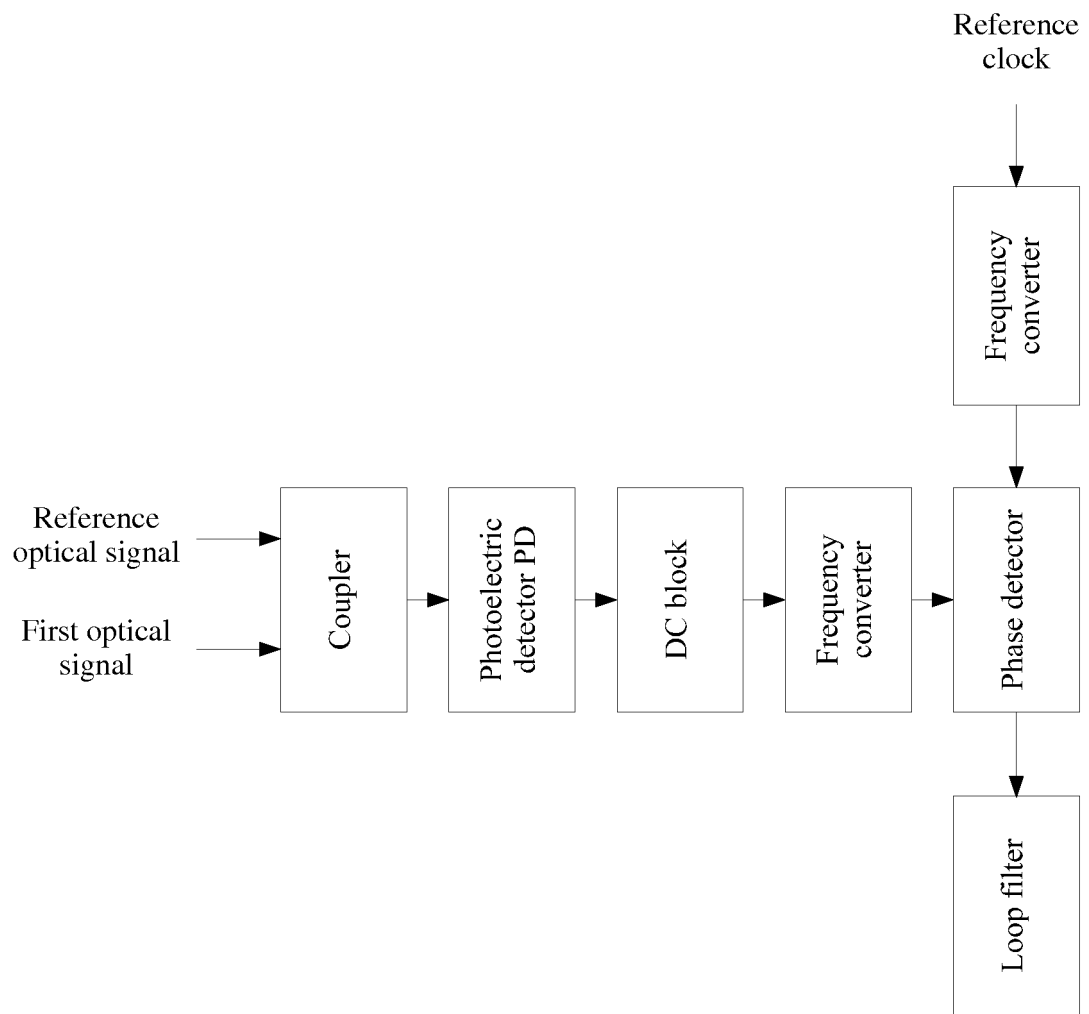 Reference
clock
Frequency
converter
Reference
optical signal
First optical
signal
Coupler
Photoelectric
detector PD
DC block
Frequency
converter
Phase detector
Loop filter